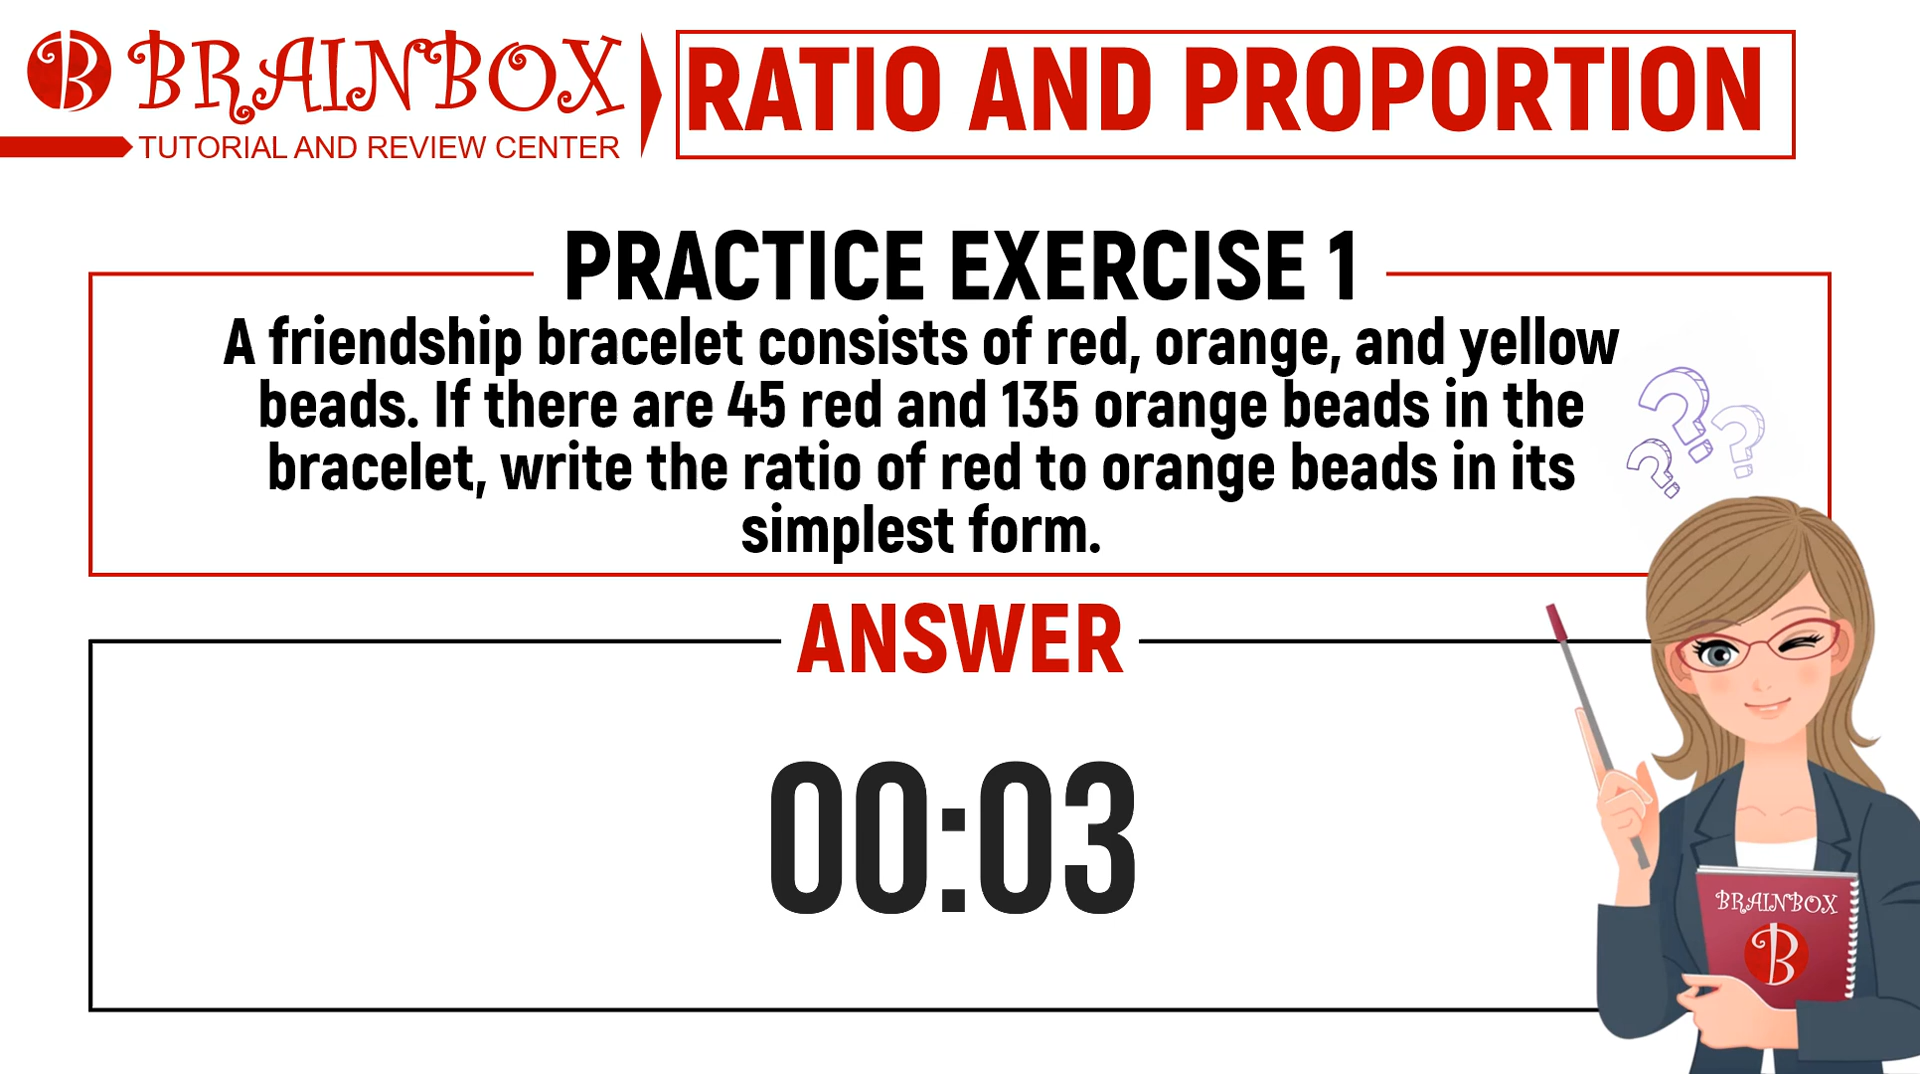 B BRAINBOX
TUTORIAL AND REVIEW CENTER
RATIO AND PROPORTION
PRACTICE EXERCISE 1
A friendship bracelet consists of red, orange, and yellow
beads. If there are 45 red and 135 orange beads in the
bracelet, write the ratio of red to orange beads in its
simplest form.
ANSWER
00:03
BRAINBOX
B